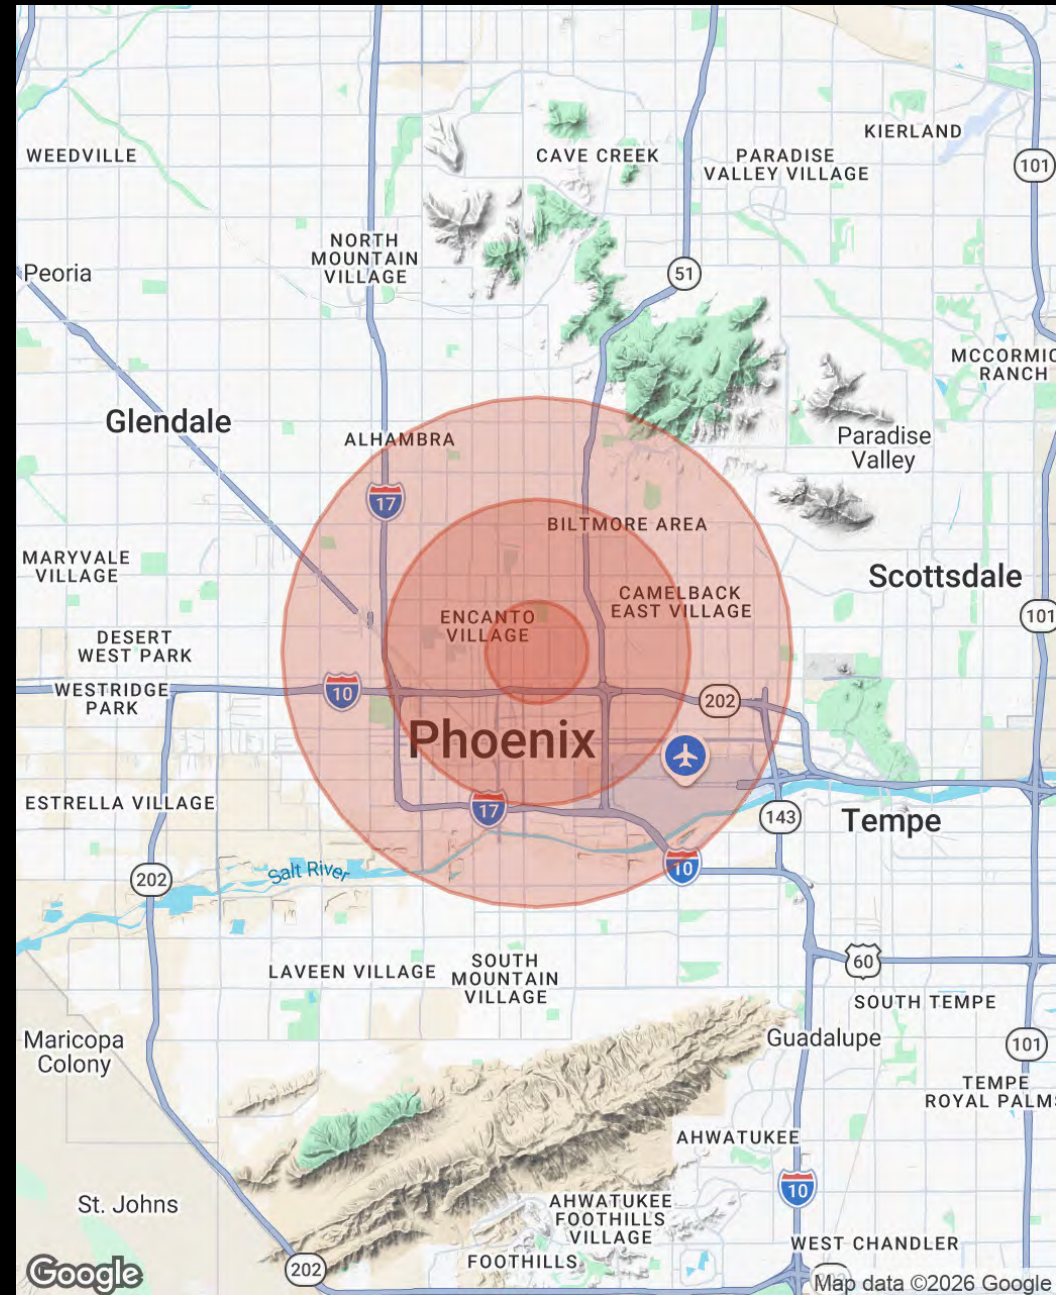 KIERLAND
WEEDVILLE
CAVE CREEK
PARADISE
VALLEY VILLAGE
101
NORTH
MOUNTAIN
VILLAGE
Peoria
51
MCCORMIC
RANCH
Glendale
ALHAMBRA
Paradise
Valley
17
BILTMORE AREA
MARYVALE
VILLAGE
Scottsdale
CAMELBACK
EAST VILLAGE
ENCANTO
VILLAGE
101
DESERT
WEST PARK
WESTRIDGE
PARK
10
202
Phoenix
ESTRELLA VILLAGE
17
143
Tempe
Salt River
202
10
LAVEEN VILLAGE
SOUTH
MOUNTAIN
VILLAGE
60
SOUTH TEMPE
Maricopa
Colony
Guadalupe
101
TEMPE
ROYAL PALMS
AHWATUKEE
10
St. Johns
AHWATUKEE
FOOTHILLS
VILLAGE
WEST CHANDLER
FOOTHILLS
202
Google
Map data ©2026 Google